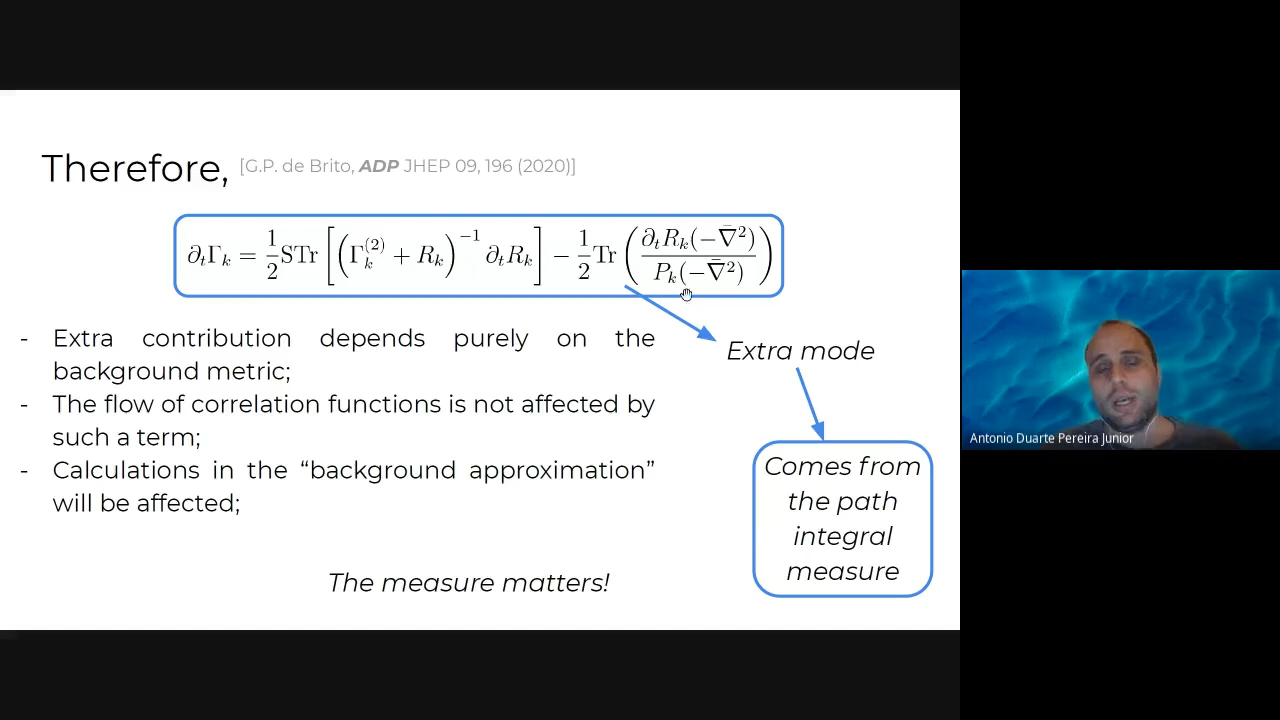 Therefore, [G.P. de Brito, ADP JHEP 09, 196 (2020)]
∂ₜΓₖ = 1/2 STr [(Γₖ⁽²⁾ + Rₖ)⁻¹ ∂ₜRₖ] − 1/2 Tr (∂ₜRₖ(−∇̄²) / Pₖ(−∇̄²))
- Extra contribution depends purely on the
background metric;
- The flow of correlation functions is not affected by
such a term;
- Calculations in the “background approximation”
will be affected;
Extra mode
Comes from
the path
integral
measure
The measure matters!
Antonio Duarte Pereira Junior